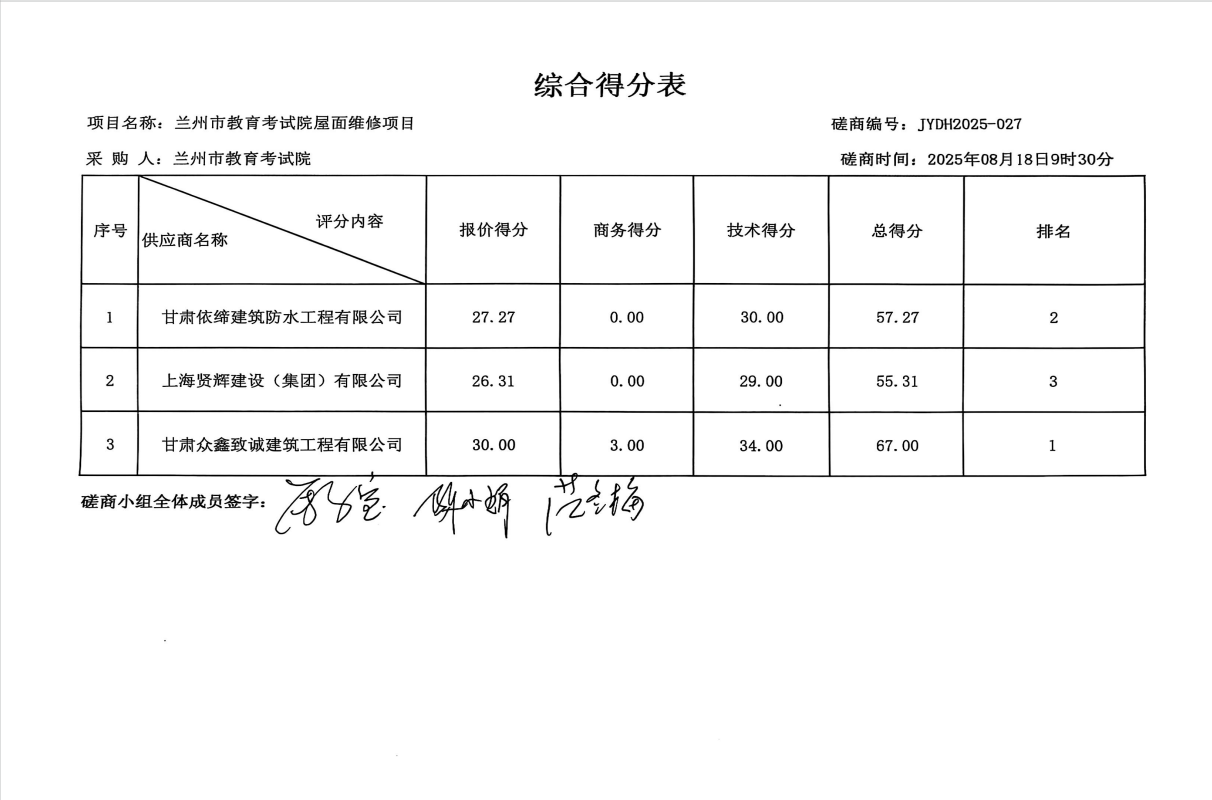 综合得分表
项目名称：兰州市教育考试院屋面维修项目 磋商编号：JYDH2025-027
采 购 人：兰州市教育考试院 磋商时间：2025年08月18日9时30分
序号 供应商名称 评分内容 报价得分 商务得分 技术得分 总得分 排名
1 甘肃依缔建筑防水工程有限公司 27.27 0.00 30.00 57.27 2
2 上海贤辉建设（集团）有限公司 26.31 0.00 29.00 55.31 3
3 甘肃众鑫致诚建筑工程有限公司 30.00 3.00 34.00 67.00 1
磋商小组全体成员签字：